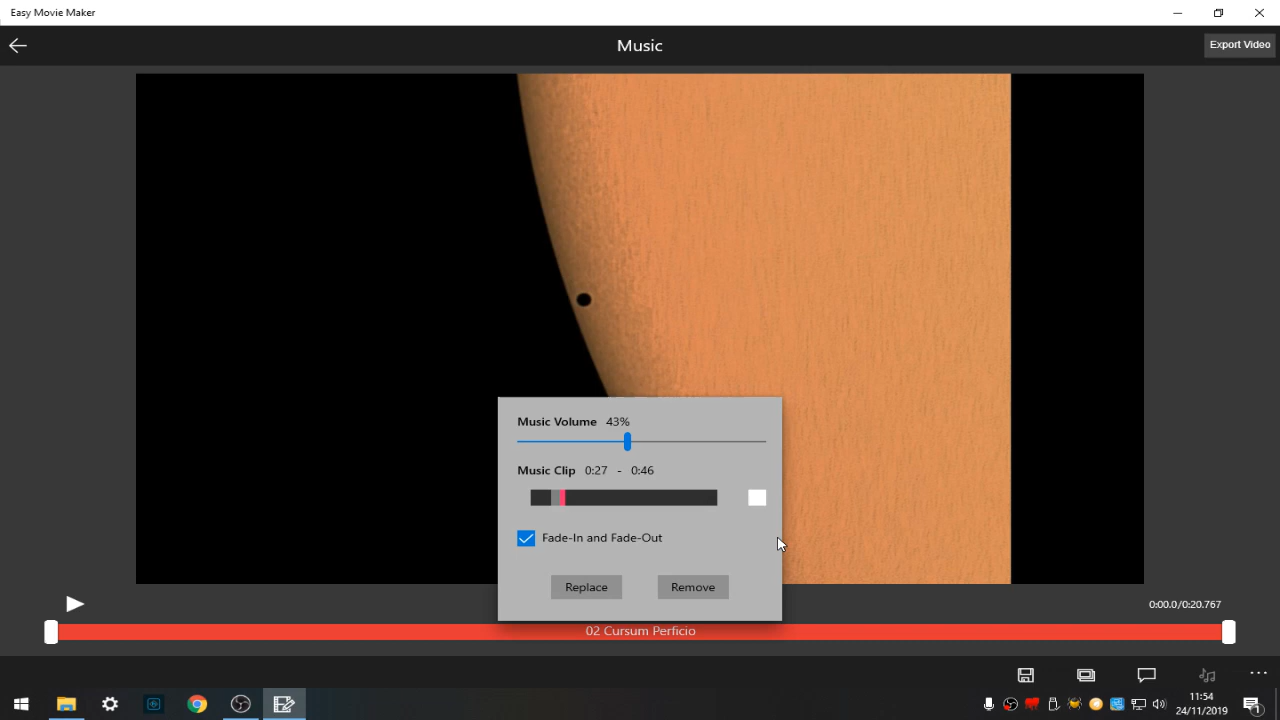 Easy Movie Maker
Music
Export Video
Music Volume 43%
Music Clip 0:27 - 0:46
Fade-In and Fade-Out
Replace Remove
0:00.0/0:20.767
02 Cursum Perficio
11:54
24/11/2019
1